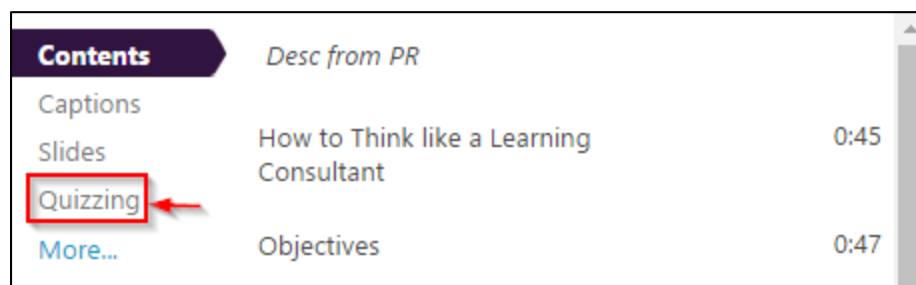 Contents
Desc from PR
Captions
Slides
How to Think like a Learning
Consultant
0:45
Quizzing
More...
Objectives
0:47